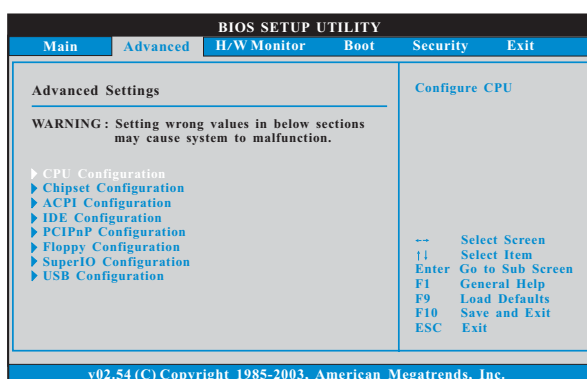 BIOS SETUP UTILITY
Main Advanced H/W Monitor Boot Security Exit
Advanced Settings
WARNING : Setting wrong values in below sections
may cause system to malfunction.
CPU Configuration
Chipset Configuration
ACPI Configuration
IDE Configuration
PCIPnP Configuration
Floppy Configuration
SuperIO Configuration
USB Configuration
Configure CPU
←→ Select Screen
↑↓ Select Item
Enter Go to Sub Screen
F1 General Help
F9 Load Defaults
F10 Save and Exit
ESC Exit
v02.54 (C) Copyright 1985-2003, American Megatrends, Inc.